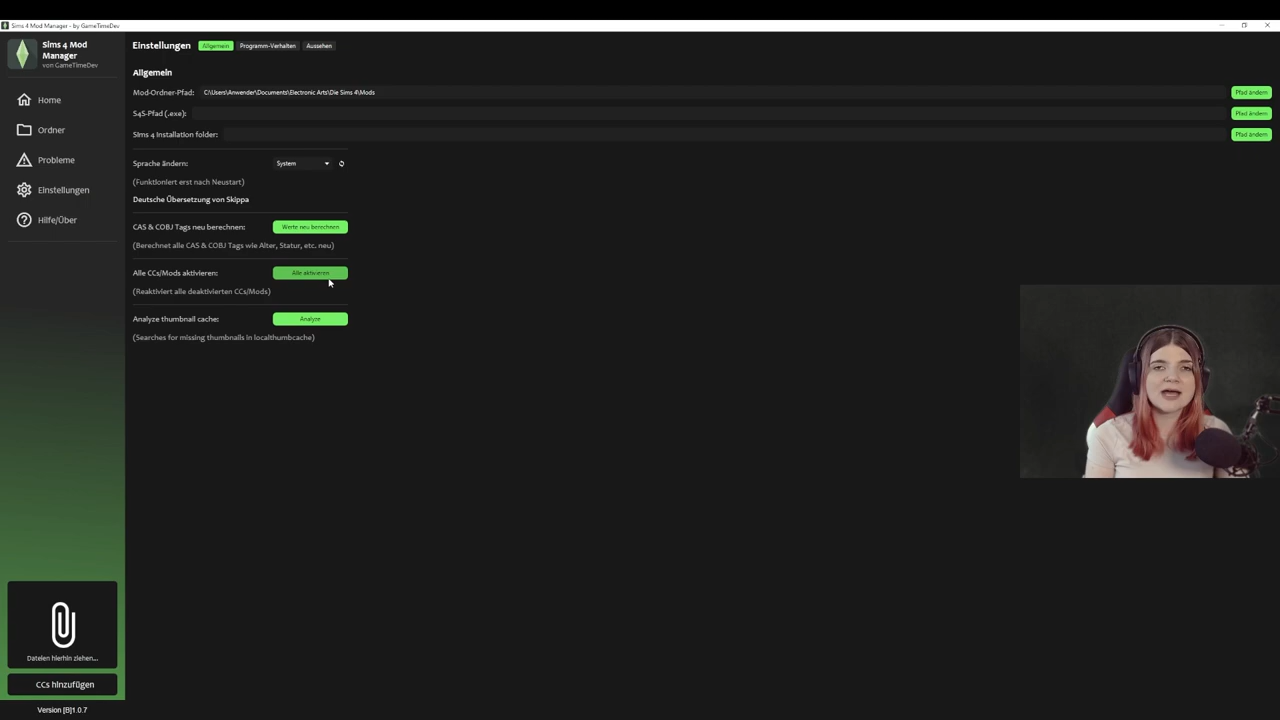 Sims 4 Mod Manager - by GameTimeDev
Sims 4 Mod
Manager
von GameTimeDev
Home
Ordner
Probleme
Einstellungen
Hilfe/Über
Dateien hierhin ziehen...
CCs hinzufügen
Version [B]1.0.7
Einstellungen Allgemein Programm-Verhalten Aussehen
Allgemein
Mod-Ordner-Pfad: C:\Users\Anwender\Documents\Electronic Arts\Die Sims 4\Mods Pfad ändern
S4S-Pfad (.exe): Pfad ändern
Sims 4 Installation folder: Pfad ändern
Sprache ändern: System
(Funktioniert erst nach Neustart)
Deutsche Übersetzung von Skippa
CAS & COBJ Tags neu berechnen: Werte neu berechnen
(Berechnet alle CAS & COBJ Tags wie Alter, Statur, etc. neu)
Alle CCs/Mods aktivieren: Alle aktivieren
(Reaktiviert alle deaktivierten CCs/Mods)
Analyze thumbnail cache: Analyze
(Searches for missing thumbnails in localthumbcache)